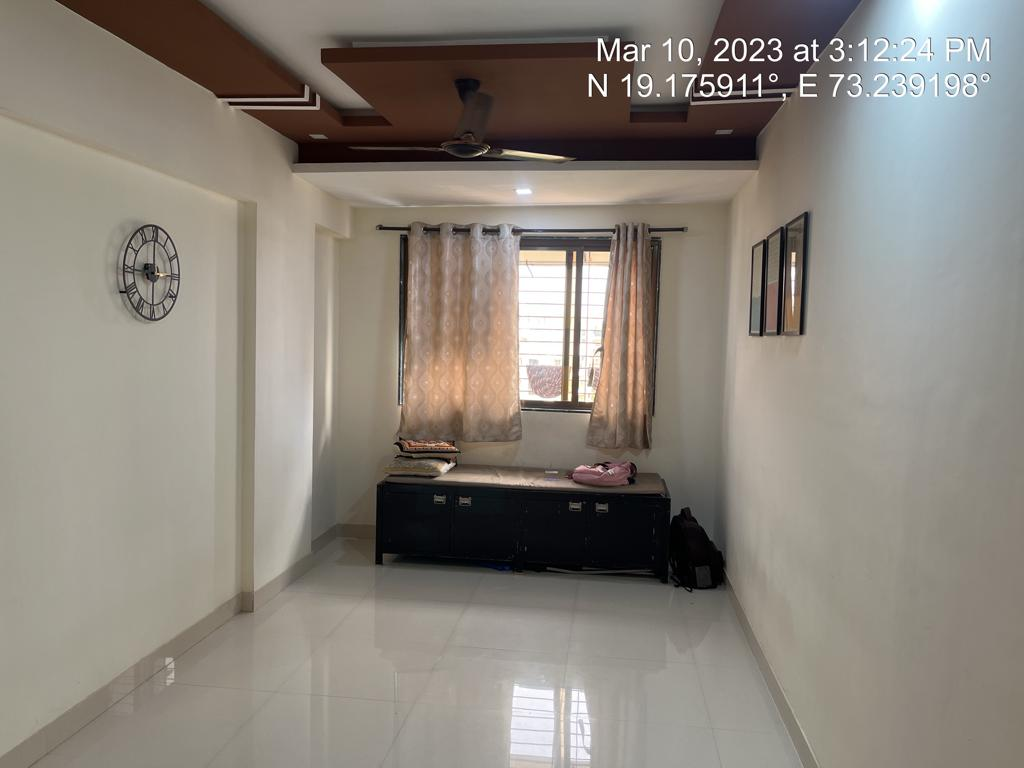 Mar 10, 2023 at 3:12:24 PM
N 19.175911°, E 73.239198°